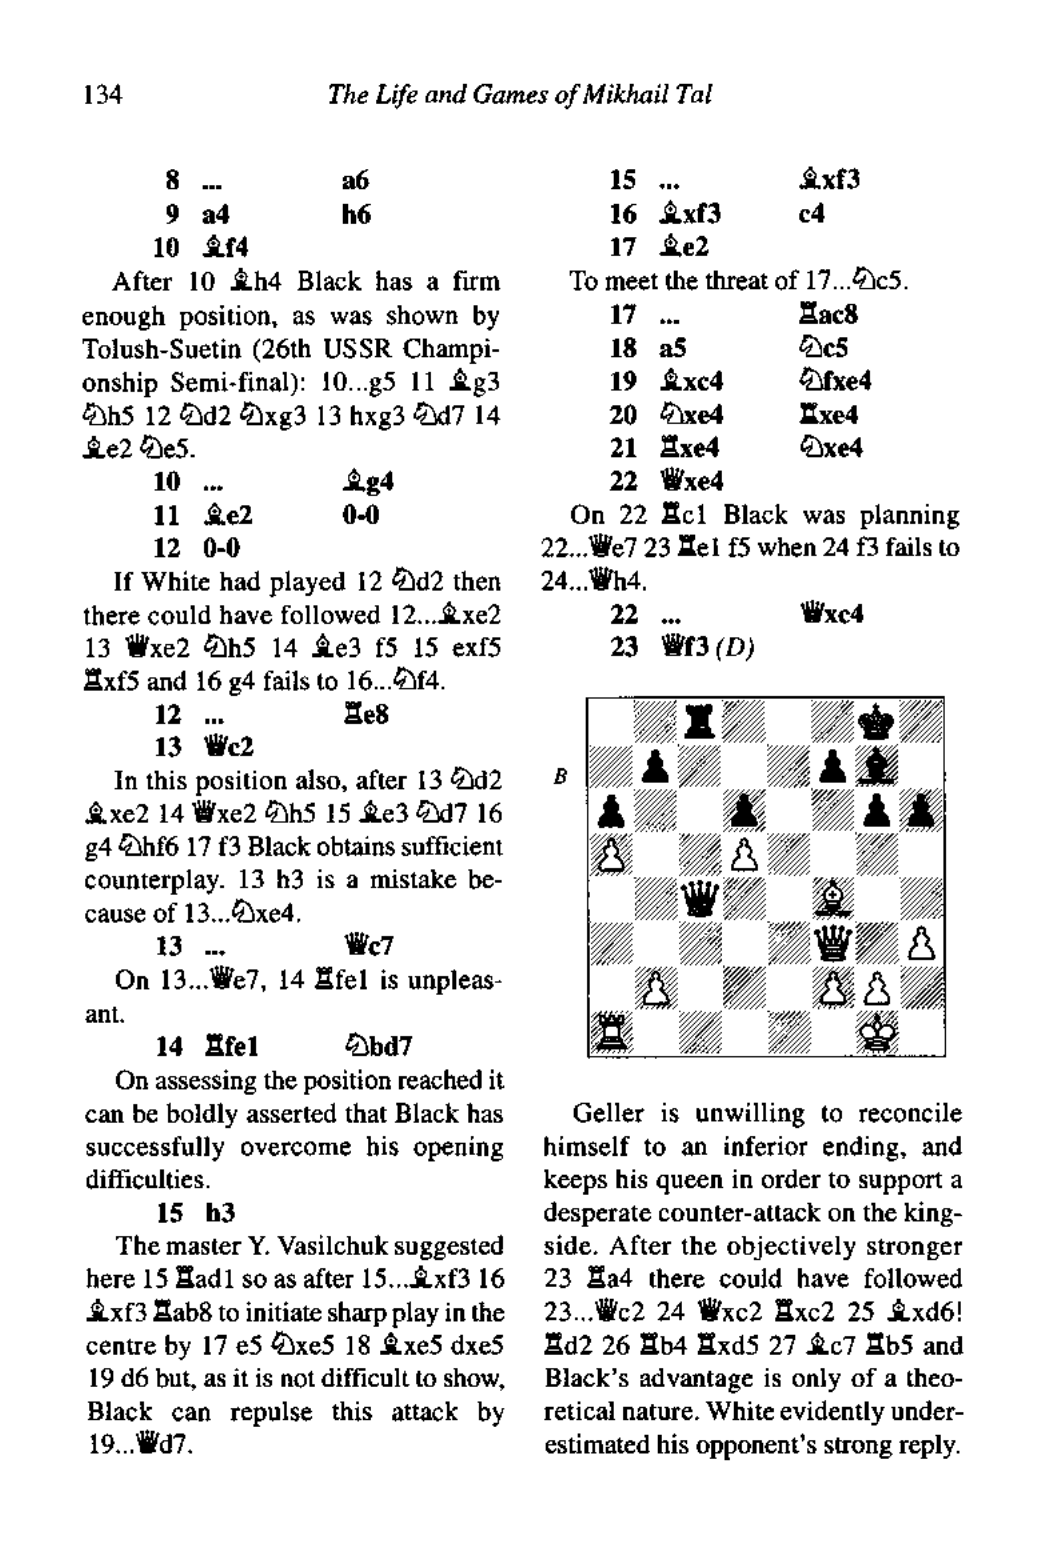 134
The Life and Games of Mikhail Tal
8 ... a6
9 a4 h6
10 ♗f4
After 10 ♗h4 Black has a firm
enough position, as was shown by
Tolush-Suetin (26th USSR Champi-
onship Semi-final): 10...g5 11 ♗g3
♘h5 12 ♘d2 ♘xg3 13 hxg3 ♘d7 14
♗e2 ♘e5.
10 ... ♗g4
11 ♗e2 0-0
12 0-0
If White had played 12 ♘d2 then
there could have followed 12...♗xe2
13 ♕xe2 ♘h5 14 ♗e3 f5 15 exf5
♖xf5 and 16 g4 fails to 16...♘f4.
12 ... ♖e8
13 ♕c2
In this position also, after 13 ♘d2
♗xe2 14 ♕xe2 ♘h5 15 ♗e3 ♘d7 16
g4 ♘hf6 17 f3 Black obtains sufficient
counterplay. 13 h3 is a mistake be-
cause of 13...♘xe4.
13 ... ♕c7
On 13...♕e7, 14 ♖fe1 is unpleas-
ant.
14 ♖fe1 ♘bd7
On assessing the position reached it
can be boldly asserted that Black has
successfully overcome his opening
difficulties.
15 h3
The master Y. Vasilchuk suggested
here 15 ♖ad1 so as after 15...♗xf3 16
♗xf3 ♖ab8 to initiate sharp play in the
centre by 17 e5 ♘xe5 18 ♗xe5 dxe5
19 d6 but, as it is not difficult to show,
Black can repulse this attack by
19...♕d7.
15 ... ♗xf3
16 ♗xf3 c4
17 ♗e2
To meet the threat of 17...♘c5.
17 ... ♖ac8
18 a5 ♘c5
19 ♗xc4 ♘fxe4
20 ♘xe4 ♖xe4
21 ♖xe4 ♘xe4
22 ♕xe4
On 22 ♖c1 Black was planning
22...♕e7 23 ♖e1 f5 when 24 f3 fails to
24...♕h4.
22 ... ♕xc4
23 ♕f3 (D)
B
Geller is unwilling to reconcile
himself to an inferior ending, and
keeps his queen in order to support a
desperate counter-attack on the king-
side. After the objectively stronger
23 ♖a4 there could have followed
23...♕c2 24 ♕xc2 ♖xc2 25 ♗xd6!
♖d2 26 ♖b4 ♖xd5 27 ♗c7 ♖b5 and
Black's advantage is only of a theo-
retical nature. White evidently under-
estimated his opponent's strong reply.